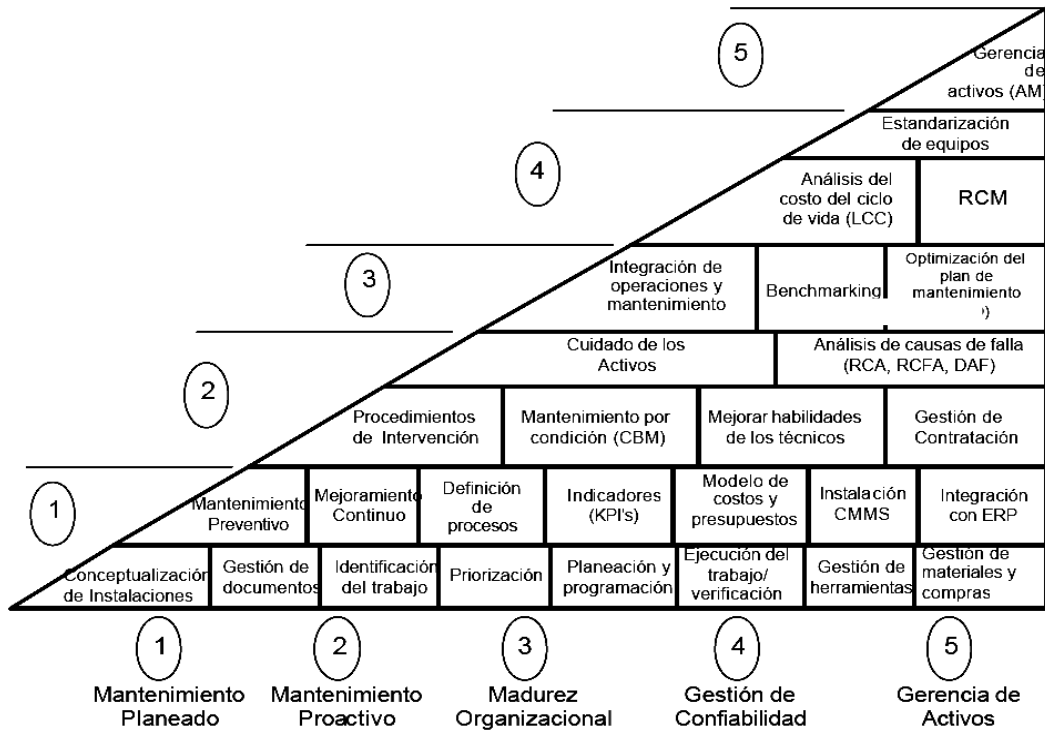 5
Gerencia
de
activos (AM)
Estandarización
de equipos
4
Análisis del
costo del ciclo
de vida (LCC)
RCM
3
Integración de
operaciones y
mantenimiento
Benchmarking
Optimización del
plan de
mantenimiento
)
2
Cuidado de los
Activos
Análisis de causas de falla
(RCA, RCFA, DAF)
Procedimientos
de Intervención
Mantenimiento por
condición (CBM)
Mejorar habilidades
de los técnicos
Gestión de
Contratación
1
Mantenimiento
Preventivo
Mejoramiento
Continuo
Definición
de
procesos
Indicadores
(KPI's)
Modelo de
costos y
presupuestos
Instalación
CMMS
Integración
con ERP
Conceptualización
de Instalaciones
Gestión de
documentos
Identificación
del trabajo
Priorización
Planeación y
programación
Ejecución del
trabajo/
verificación
Gestión de
herramientas
Gestión de
materiales y
compras
1
Mantenimiento
Planeado
2
Mantenimiento
Proactivo
3
Madurez
Organizacional
4
Gestión de
Confiabilidad
5
Gerencia de
Activos